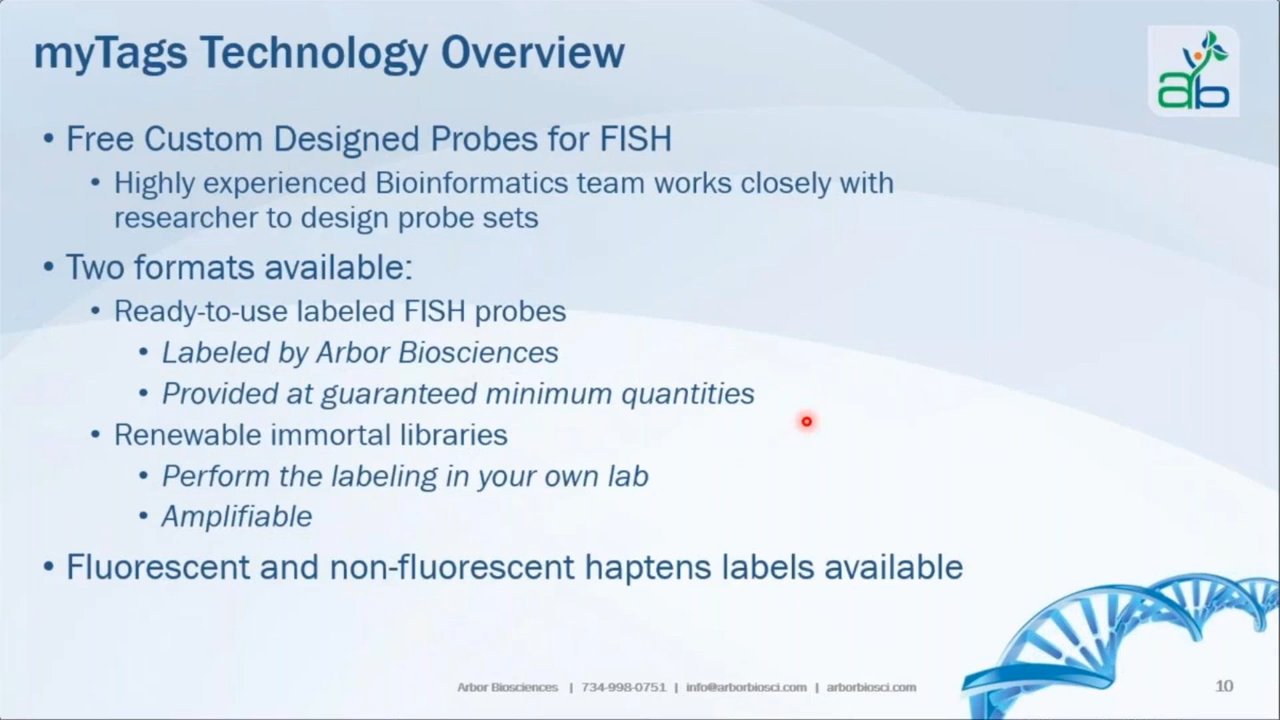 myTags Technology Overview
ab
• Free Custom Designed Probes for FISH
• Highly experienced Bioinformatics team works closely with
researcher to design probe sets
• Two formats available:
• Ready-to-use labeled FISH probes
• Labeled by Arbor Biosciences
• Provided at guaranteed minimum quantities
• Renewable immortal libraries
• Perform the labeling in your own lab
• Amplifiable
• Fluorescent and non-fluorescent haptens labels available
Arbor Biosciences | 734-998-0751 | info@arborbiosci.com | arborbiosci.com
10